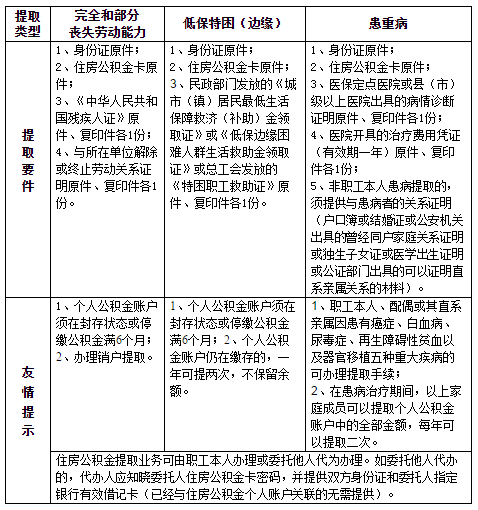 提取
类型
完全和部分
丧失劳动能力
低保特困（边缘）
患重病
提
取
要
件
1、身份证原件；
2、住房公积金卡原
件；
3、《中华人民共和
国残疾人证》原
件、复印件各1份；
4、与所在单位解除
或终止劳动关系证
明原件、复印件各1
份。
1、身份证原件；
2、住房公积金卡原件；
3、民政部门发放的《城
市（镇）居民最低生活
保障救济（补助）金领
取证》或《低保边缘困
难人群生活救助金领取
证》或总工会发放的
《特困职工救助证》原
件、复印件各1份。
1、身份证原件；
2、住房公积金卡原件；
3、医保定点医院或县（市）
级以上医院出具的病情诊断
证明原件、复印件各1份；
4、医院开具的治疗费用凭证
（有效期一年）原件、复印
件各1份；
5、非职工本人患病提取的，
须提供与患病者的关系证明
（户口簿或结婚证或公安机关
出具的曾经同户家庭关系证明
或独生子女证或医学出生证明
或公证部门出具的可以证明直
系亲属关系的材料）。
友
情
提
示
1、个人公积金账户
须在封存状态或停
缴公积金满6个月；
2、办理销户提取。
1、个人公积金账户须在
封存状态或停缴公积金
满6个月；2、个人公积
金账户仍在缴存的，一
年可提两次，不保留余
额。
1、职工本人、配偶或其直系
亲属因患有癌症、白血病、
尿毒症、再生障碍性贫血以
及器官移植五种重大疾病的
可办理提取手续；
2、在患病治疗期间，以上家
庭成员可以提取个人公积金
账户中的全部金额，每年可
以提取二次。
住房公积金提取业务可由职工本人办理或委托他人代为办理。如委托他人代办
的，代办人应知晓委托人住房公积金卡密码，并提供双方身份证和委托人指定
银行有效借记卡（已经与住房公积金个人账户关联的无需提供）。